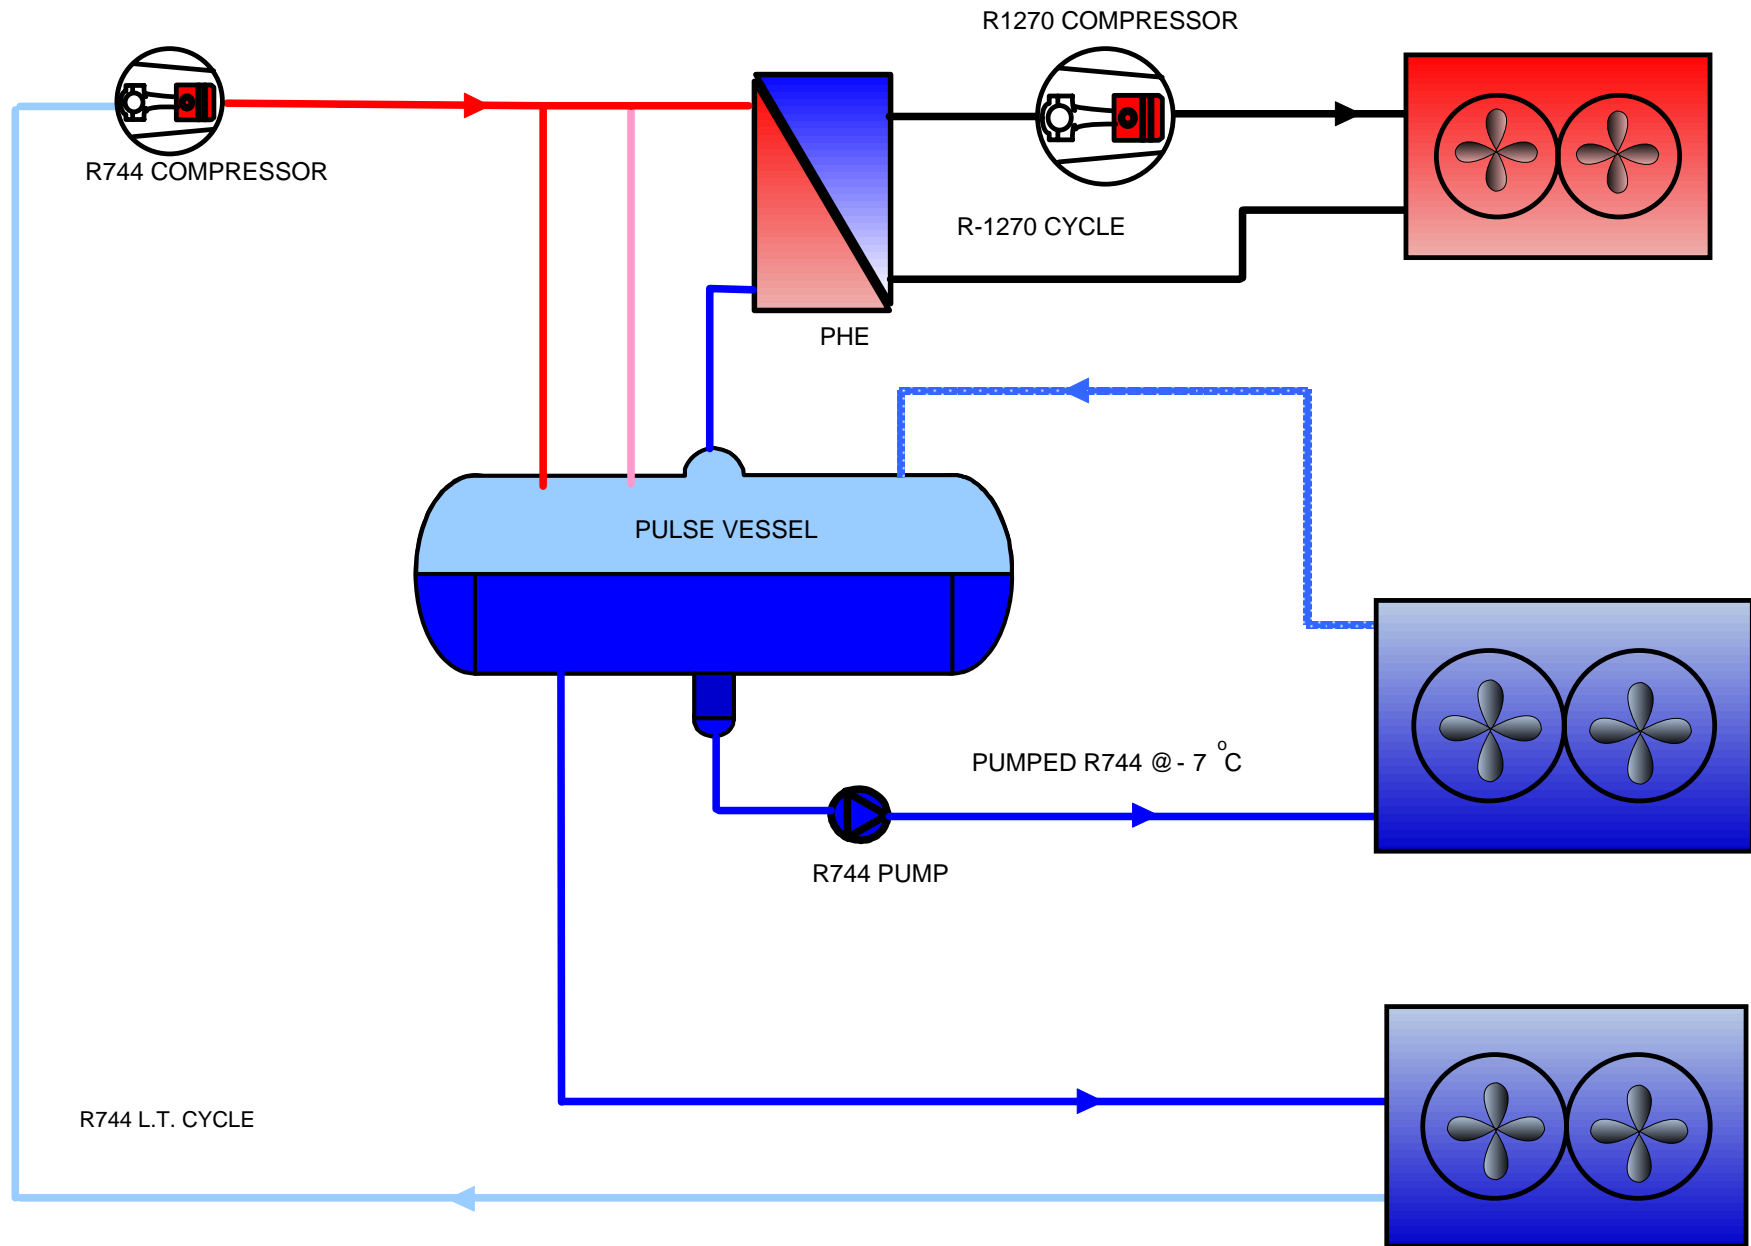 R1270 COMPRESSOR
R744 COMPRESSOR
R-1270 CYCLE
PHE
PULSE VESSEL
PUMPED R744 @ - 7 °C
R744 PUMP
R744 L.T. CYCLE